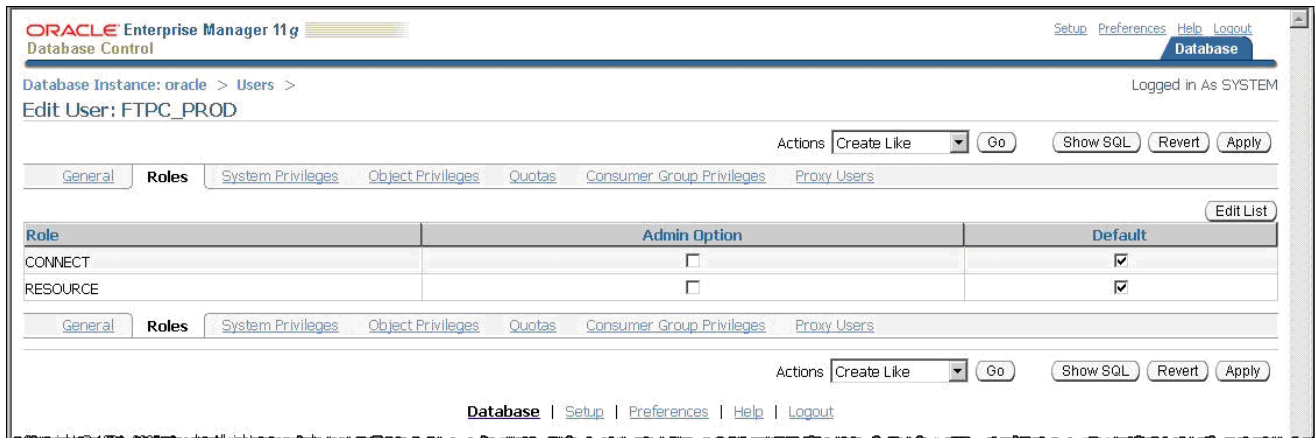 ORACLE Enterprise Manager 11g
Database Control
Setup Preferences Help Logout
Database
Database Instance: oracle > Users >
Logged in As SYSTEM
Edit User: FTPC_PROD
Actions Create Like Go Show SQL Revert Apply
General Roles System Privileges Object Privileges Quotas Consumer Group Privileges Proxy Users
Edit List
Role Admin Option Default
CONNECT
RESOURCE
General Roles System Privileges Object Privileges Quotas Consumer Group Privileges Proxy Users
Actions Create Like Go Show SQL Revert Apply
Database | Setup | Preferences | Help | Logout